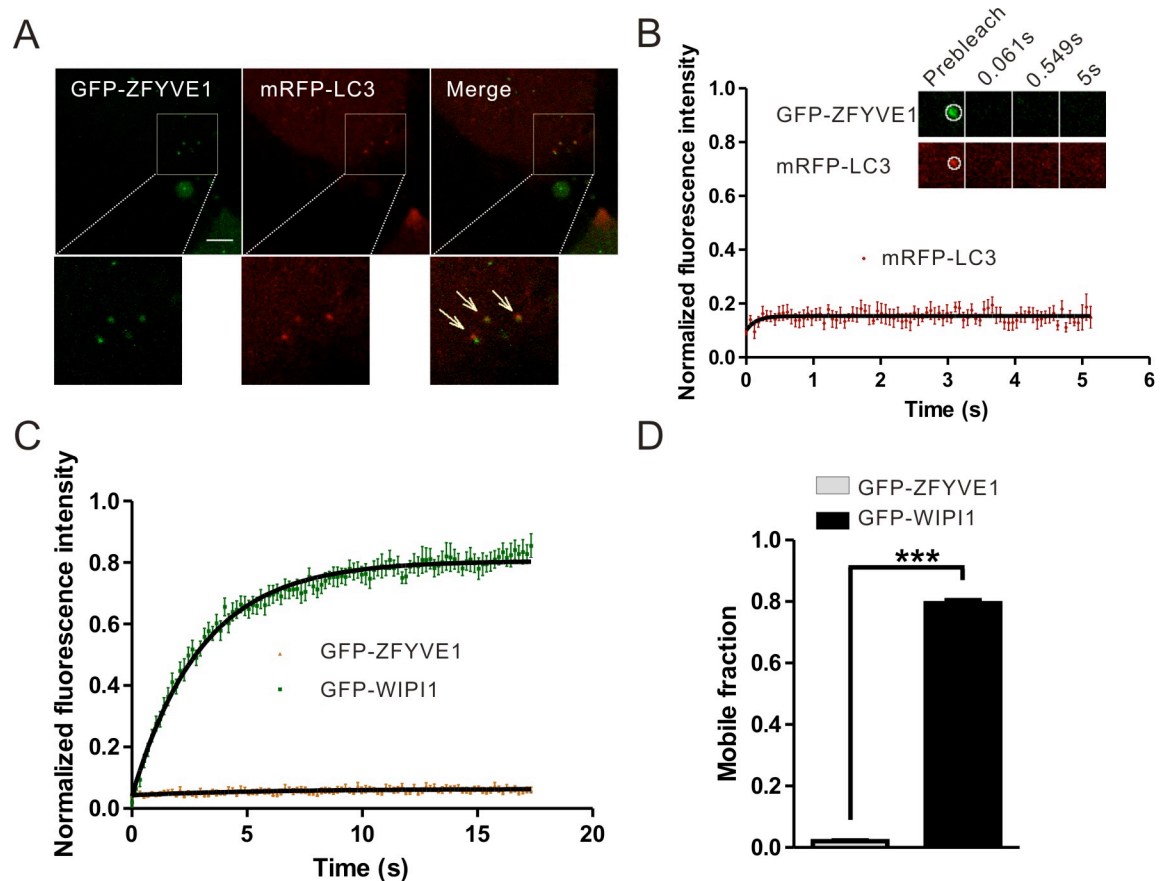 A
GFP-ZFYVE1
mRFP-LC3
Merge
B
Prebleach
0.061s
0.549s
5s
GFP-ZFYVE1
mRFP-LC3
mRFP-LC3
Normalized fluorescence intensity
1.0
0.8
0.6
0.4
0.2
0.0
0 1 2 3 4 5 6
Time (s)
C
Normalized fluorescence intensity
1.0
0.8
0.6
0.4
0.2
0.0
GFP-ZFYVE1
GFP-WIPI1
0 5 10 15 20
Time (s)
D
GFP-ZFYVE1
GFP-WIPI1
***
Mobile fraction
1.0
0.8
0.6
0.4
0.2
0.0